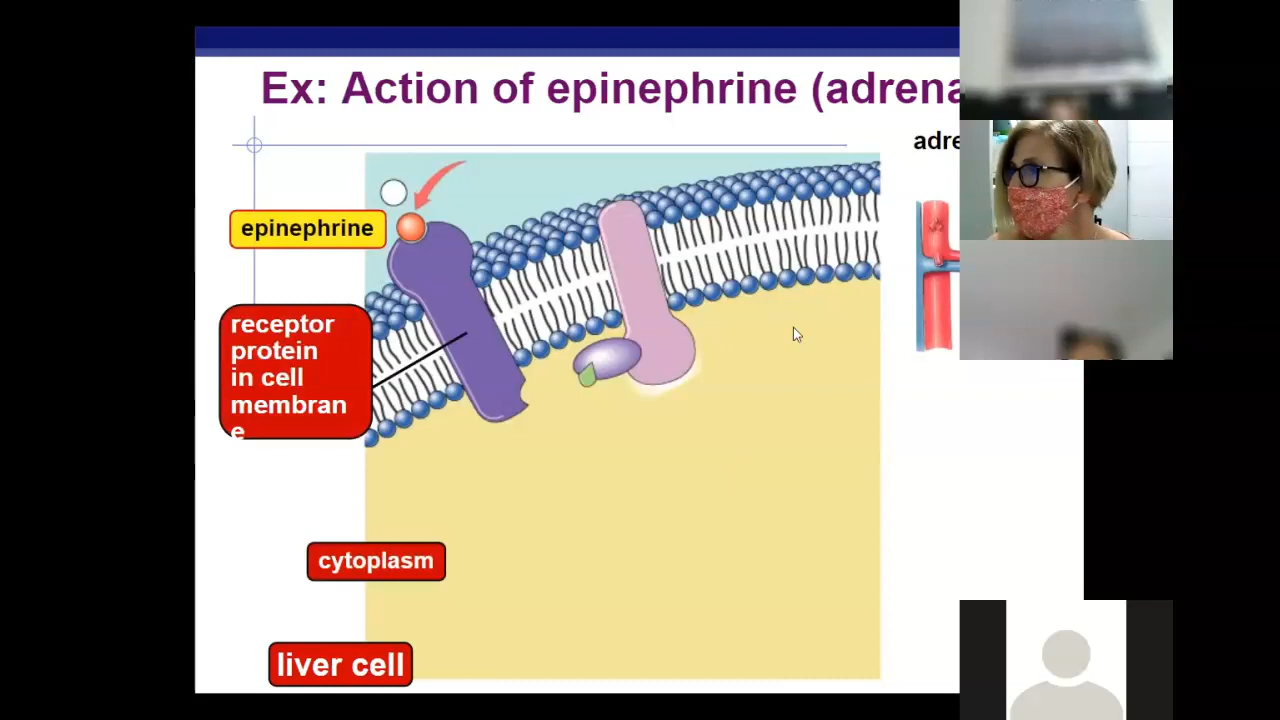 Ex: Action of epinephrine (adrena
adre
epinephrine
receptor
protein
in cell
membran
e
cytoplasm
liver cell